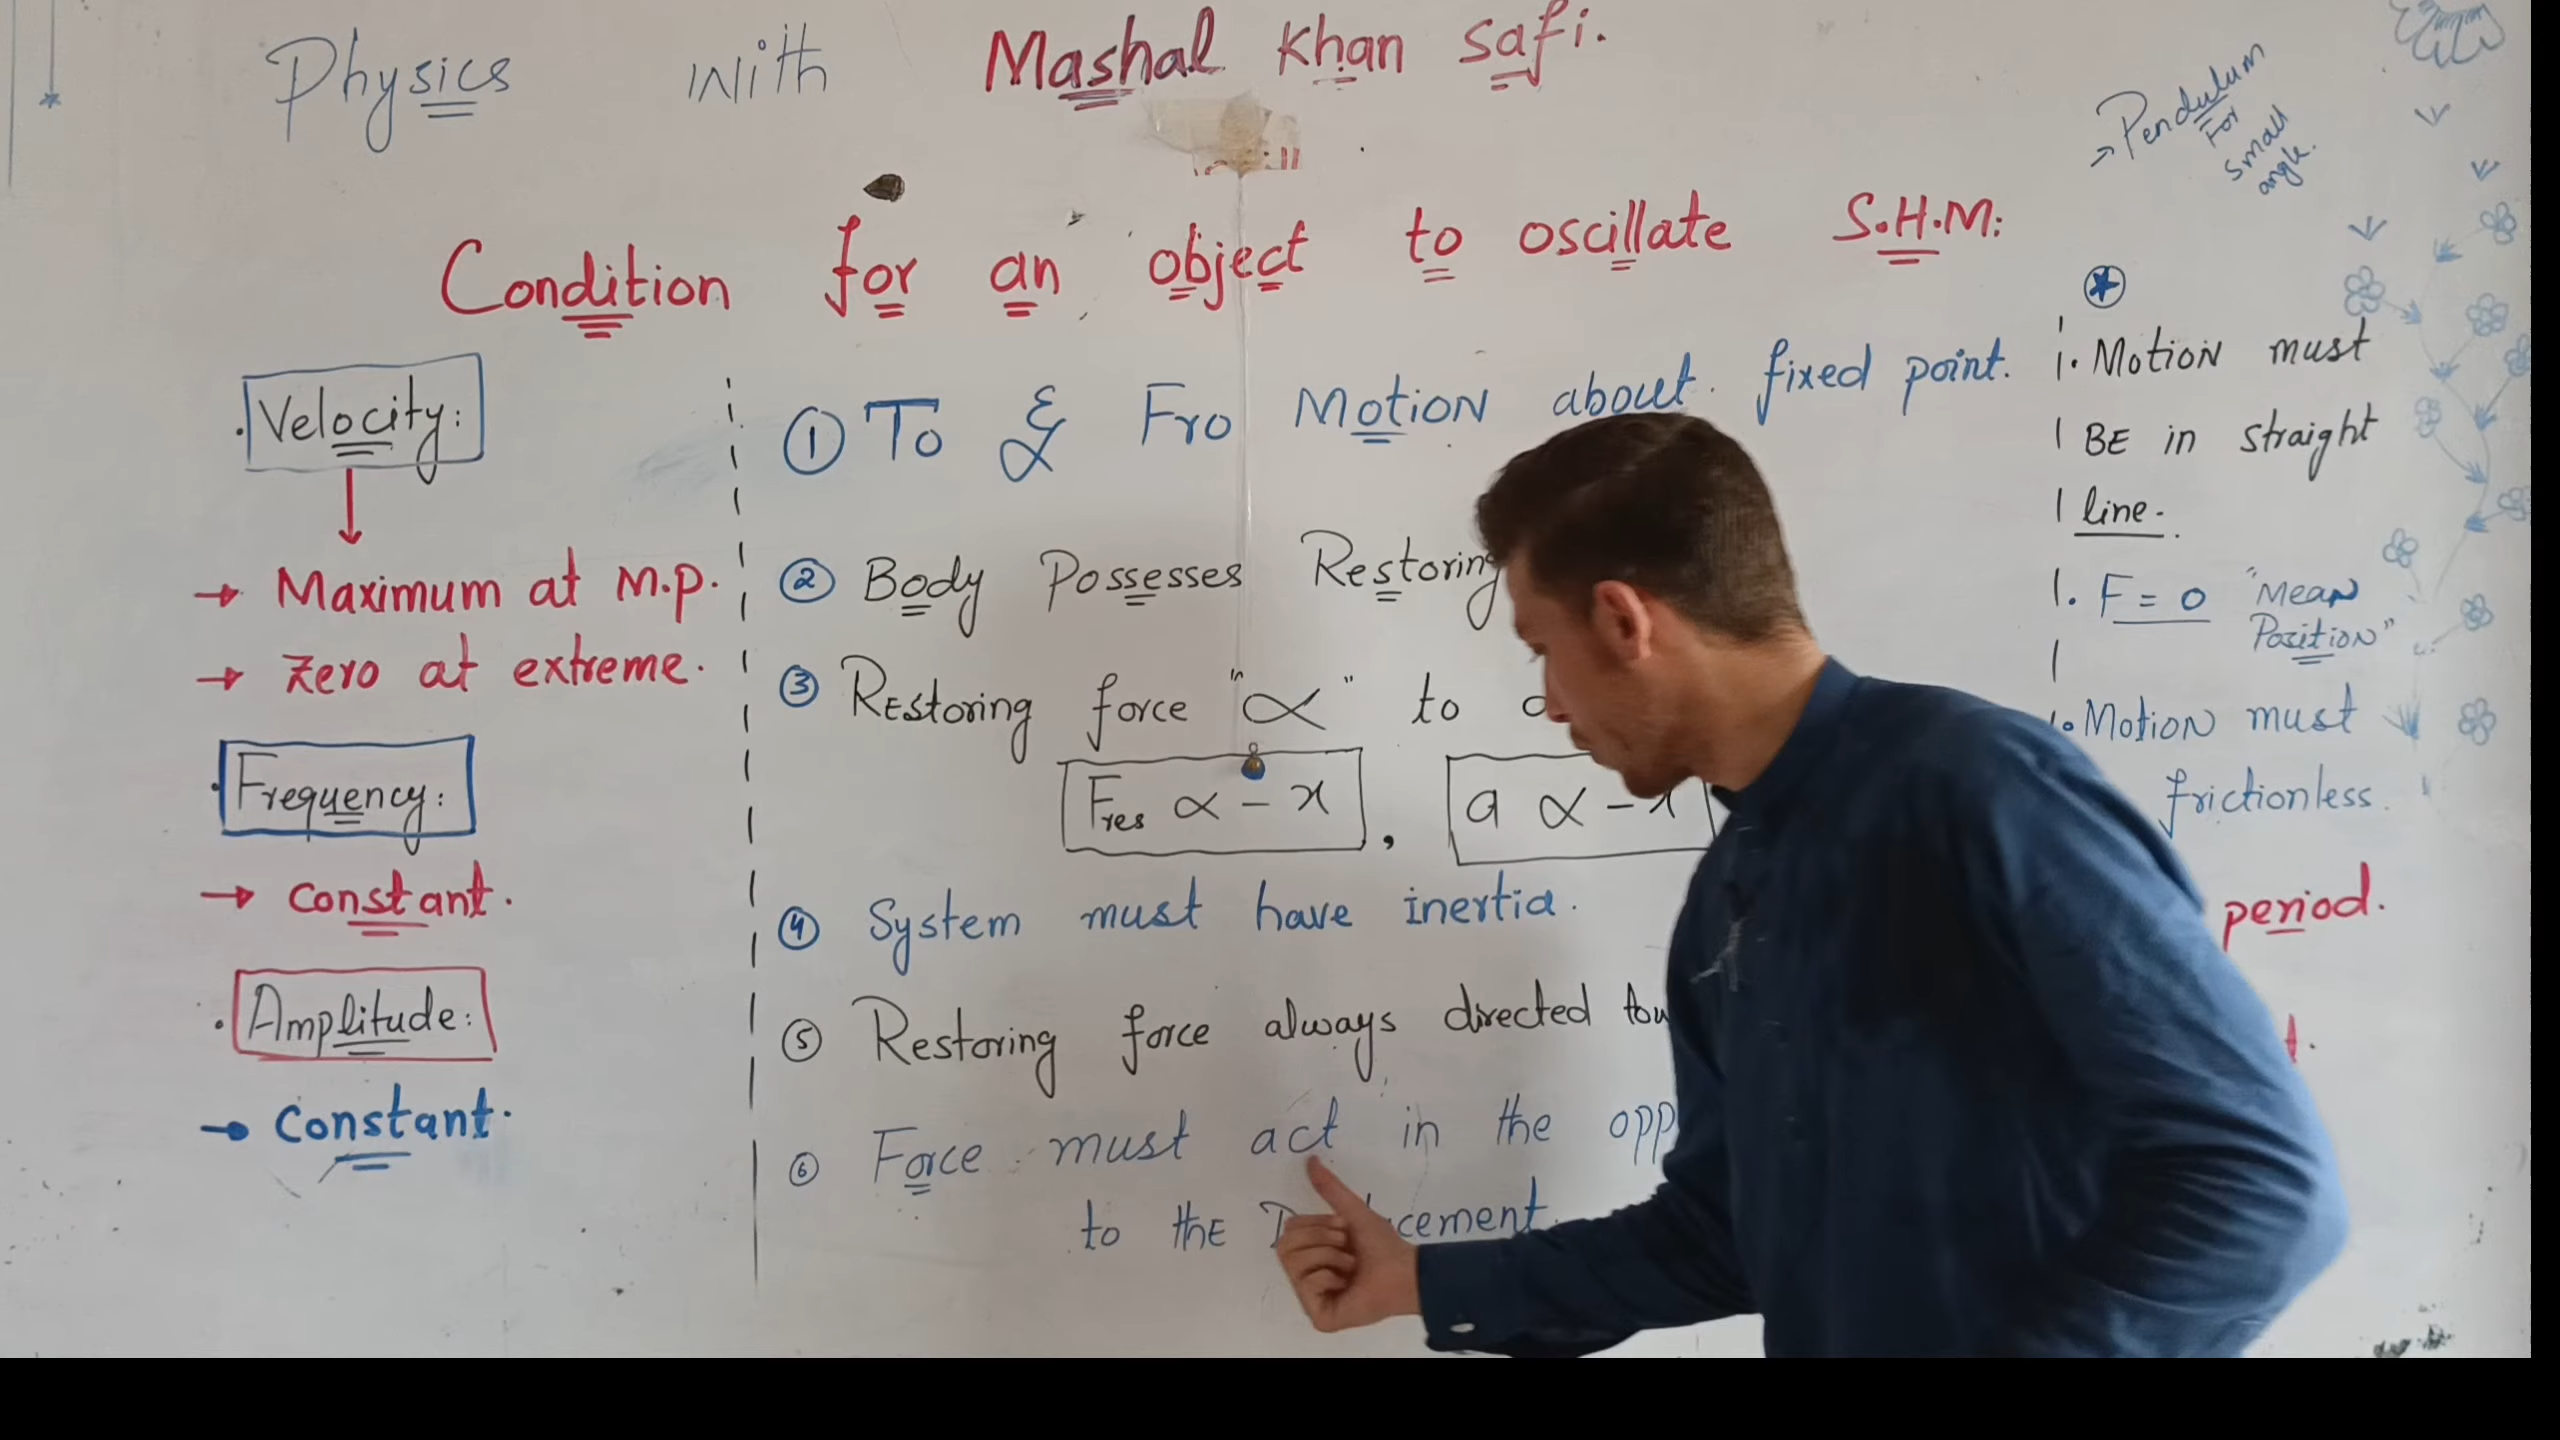 Physics with Mashal Khan Safi.
→ Pendulum
For
small
angle.
Condition for an object to oscillate S.H.M:
. Velocity:
→ Maximum at M.P.
→ Zero at extreme.
. Frequency:
→ Constant.
. Amplitude:
→ Constant.
① To & Fro Motion about fixed point.
② Body Possesses Restoring
③ Restoring force "∝" to
Fres ∝ - x , a ∝ - x
④ System must have inertia.
⑤ Restoring force always directed
⑥ Force must act in the
to the
. Motion must
BE in straight
line.
. F = 0 "Mean
Position"
. Motion must
frictionless.
period.